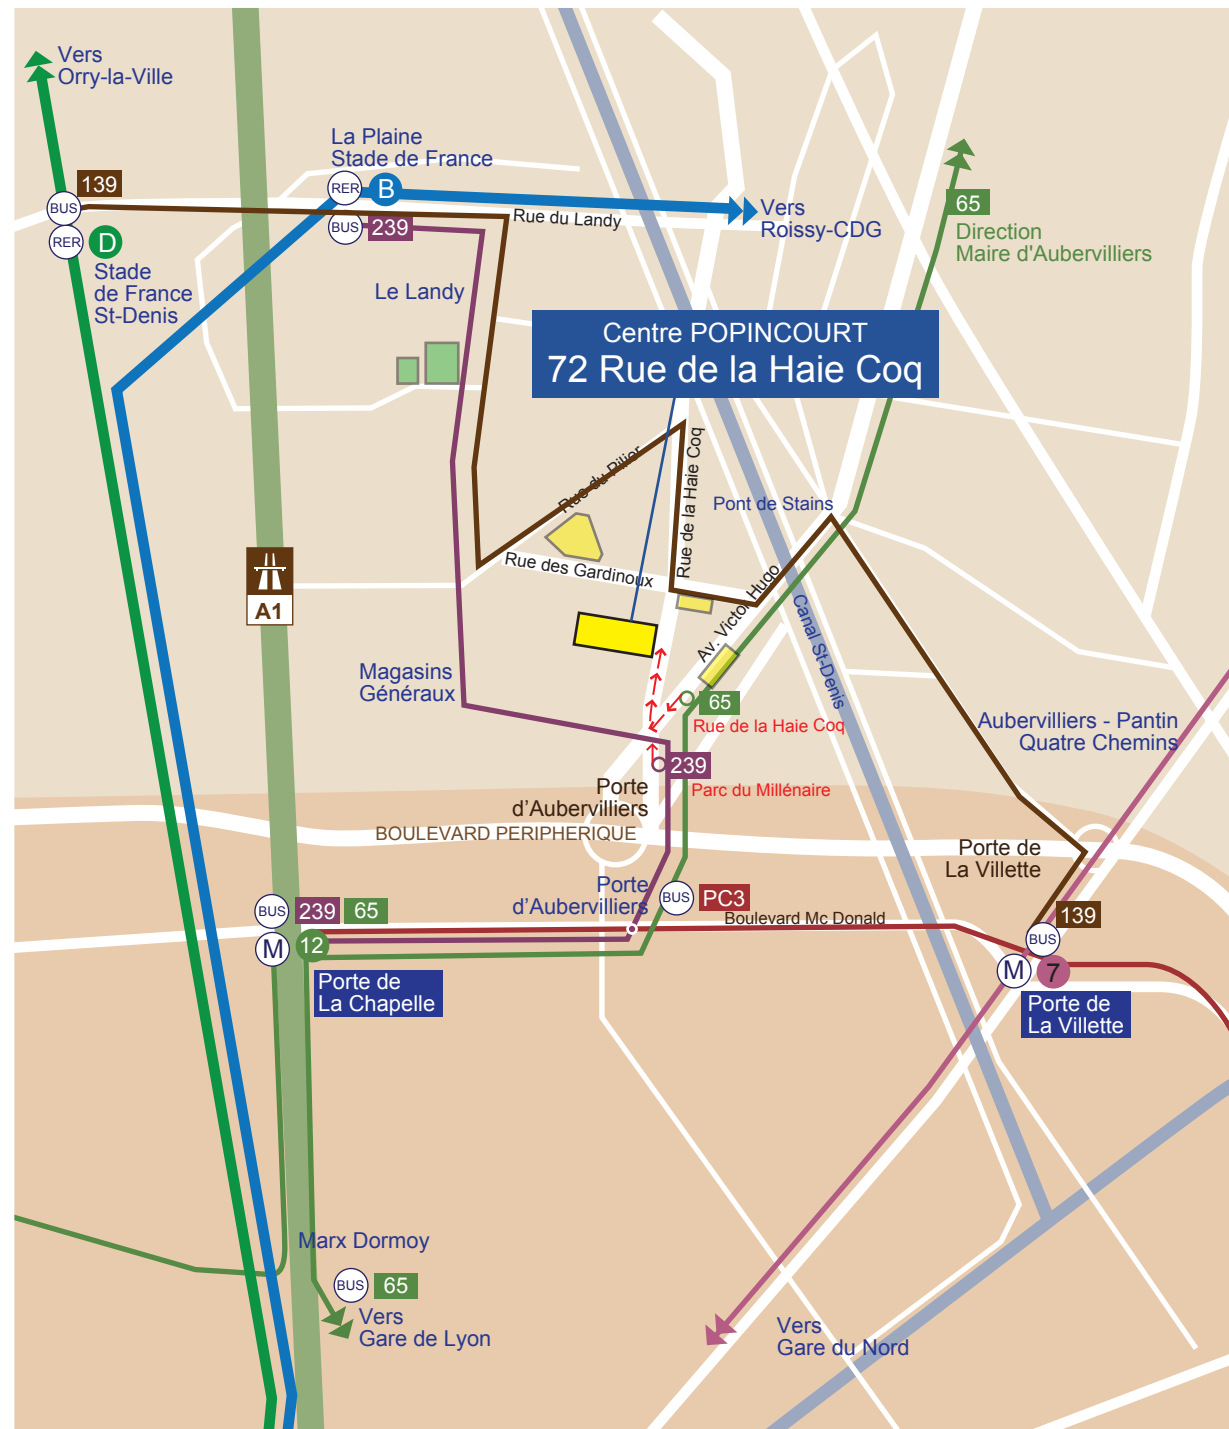 Vers
Orry-la-Ville
La Plaine
Stade de France
139
BUS
RER
B
65
RER
D
BUS
239
Rue du Landy
Vers
Roissy-CDG
Direction
Maire d'Aubervilliers
Stade
de France
St-Denis
Le Landy
Centre POPINCOURT
72 Rue de la Haie Coq
Rue du Pilier
Rue de la Haie Coq
Pont de Stains
Rue des Gardinoux
A1
Av. Victor Hugo
Canal St-Denis
Magasins
Généraux
65
Rue de la Haie Coq
Aubervilliers - Pantin
Quatre Chemins
239
Parc du Millénaire
Porte
d’Aubervilliers
BOULEVARD PERIPHERIQUE
Porte de
La Villette
Porte
d’Aubervilliers
BUS
PC3
Boulevard Mc Donald
BUS
239
65
139
BUS
M
12
M
7
Porte de
La Chapelle
Porte de
La Villette
Marx Dormoy
BUS
65
Vers
Gare de Lyon
Vers
Gare du Nord